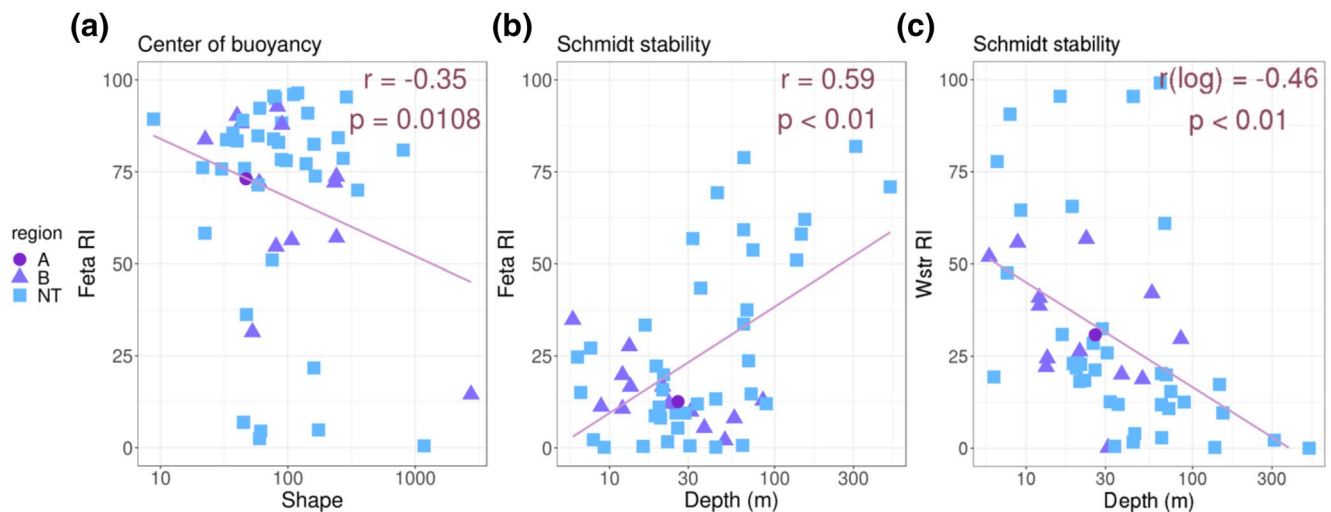 (a)
Center of buoyancy
r = -0.35
p = 0.0108
100
75
50
25
0
Feta RI
10
100
1000
Shape
region
A
B
NT
(b)
Schmidt stability
r = 0.59
p < 0.01
100
75
50
25
0
Feta RI
10
30
100
300
Depth (m)
(c)
Schmidt stability
r(log) = -0.46
p < 0.01
100
75
50
25
0
Wstr RI
10
30
100
300
Depth (m)